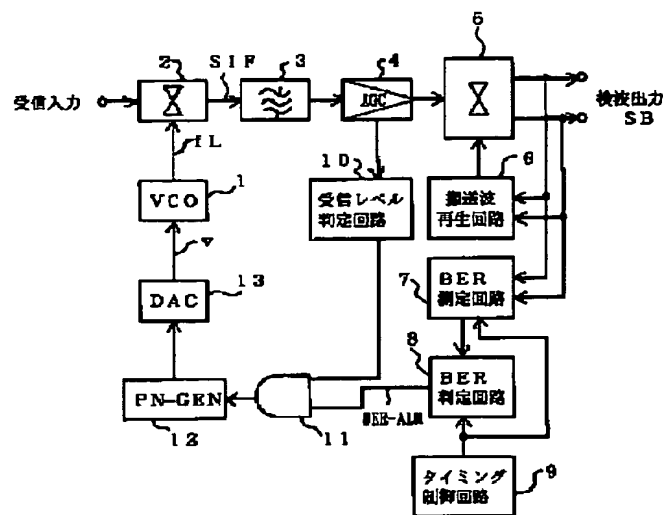 5
2
SIF
3
4
受信入力
AGC
検波出力
SB
fL
10
6
VCO
1
受信レベル
判定回路
搬送波
再生回路
V
DAC
13
7
BER
測定回路
8
PN-GEN
12
11
BER
判定回路
タイミング
制御回路
9